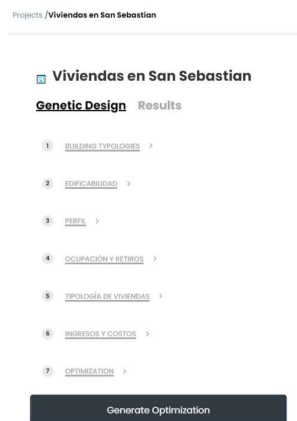 Projects /Viviendas en San Sebastian
Viviendas en San Sebastian
Genetic Design Results
1 BUILDING TYPOLOGIES >
2 EDIFICABILIDAD >
3 PERFIL >
4 OCUPACIÓN Y RETIROS >
5 TIPOLOGÍA DE VIVIENDAS >
6 INGRESOS Y COSTOS >
7 OPTIMIZATION >
Generate Optimization